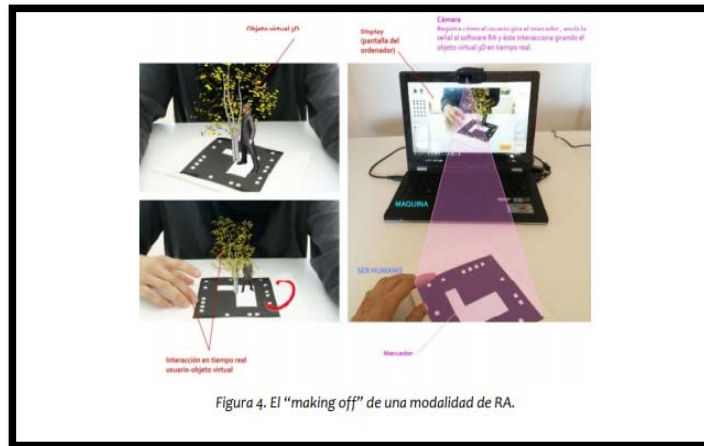 Objeto virtual 3D
Display
(pantalla del
ordenador)
Cámara
Registra cómo el usuario gira el marcador, envía la
señal al software RA y éste interacciona girando el
objeto virtual 3D en tiempo real.
MAQUINA
SER HUMANO
Marcador
Interacción en tiempo real
usuario-objeto virtual
Figura 4. El “making off” de una modalidad de RA.